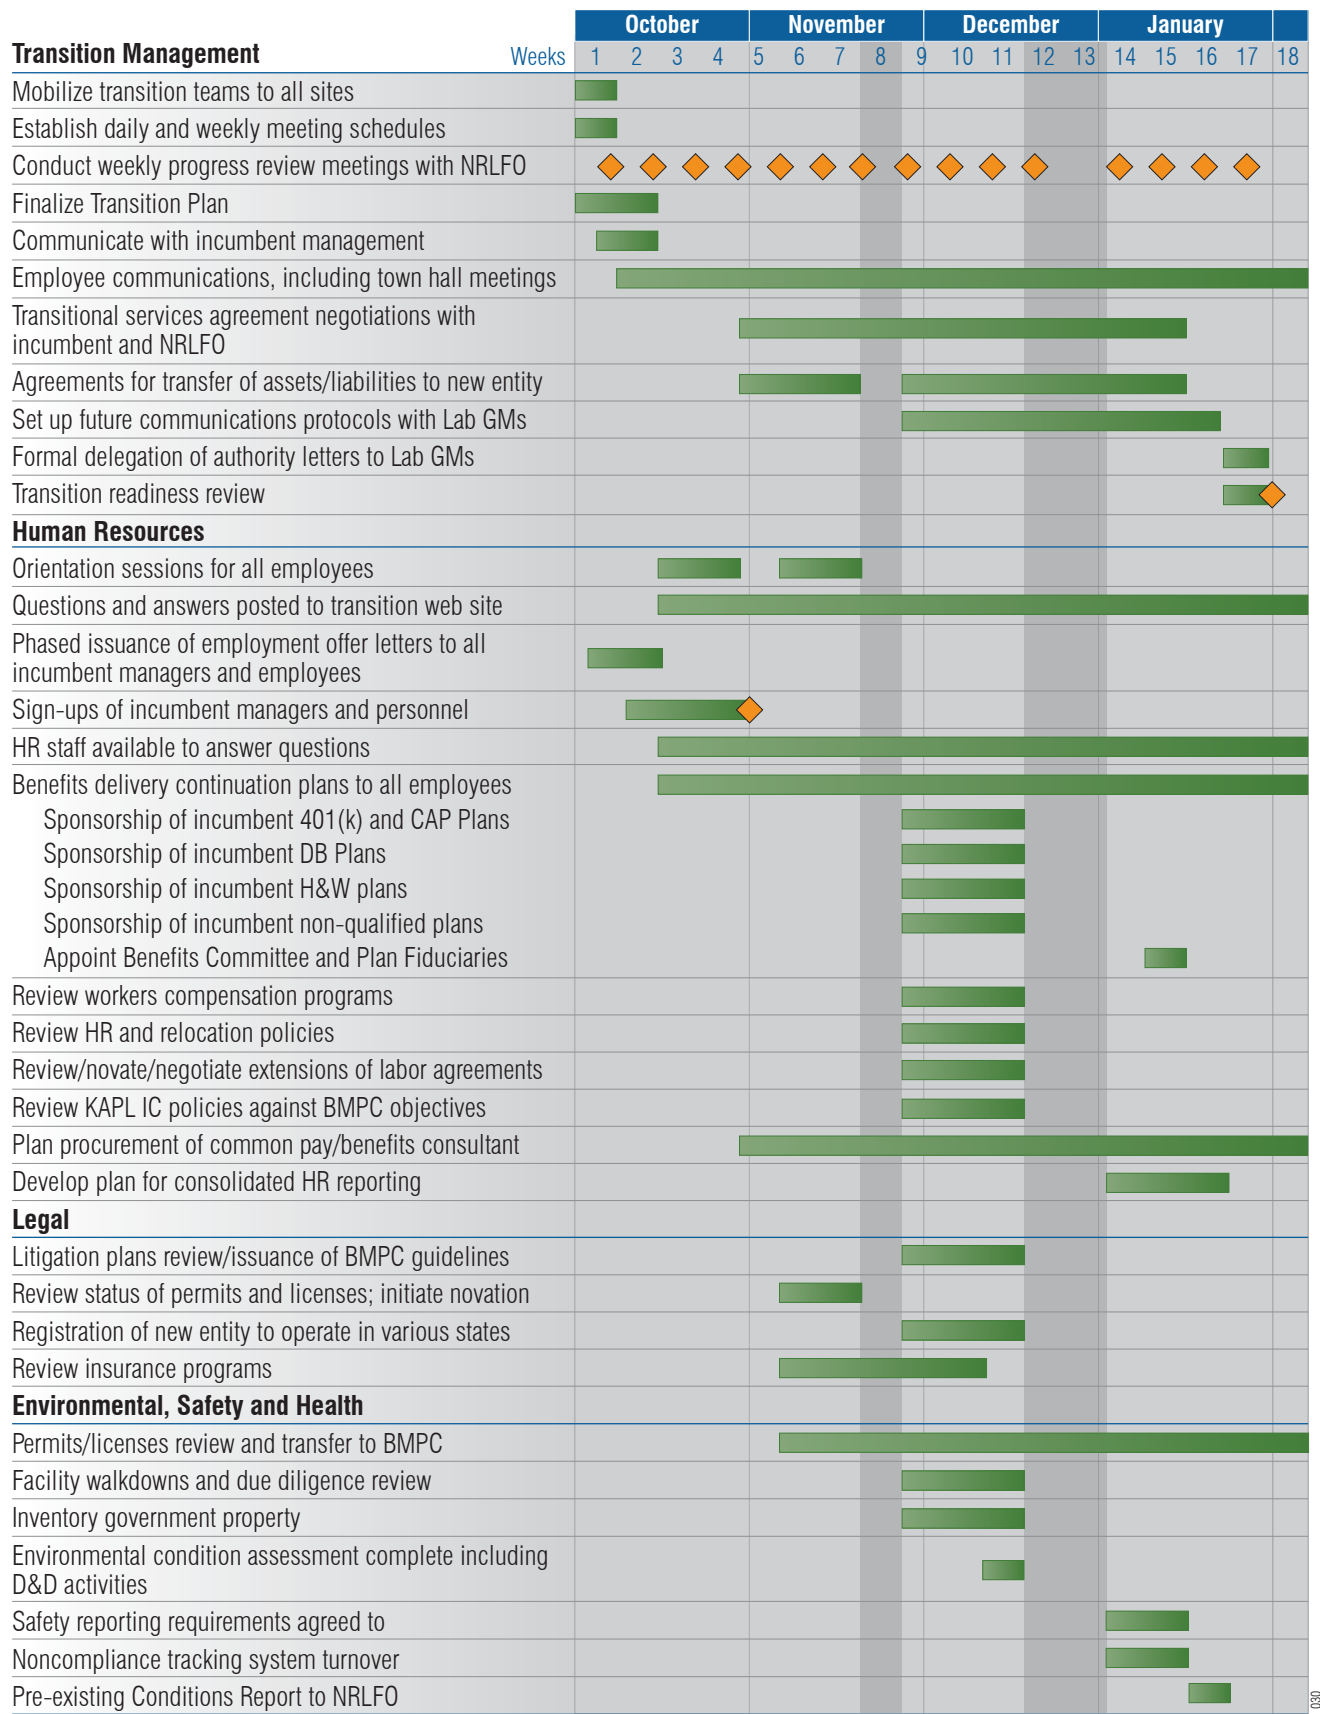 October November December January
Transition Management Weeks 1 2 3 4 5 6 7 8 9 10 11 12 13 14 15 16 17 18
Mobilize transition teams to all sites
Establish daily and weekly meeting schedules
Conduct weekly progress review meetings with NRLFO
Finalize Transition Plan
Communicate with incumbent management
Employee communications, including town hall meetings
Transitional services agreement negotiations with
incumbent and NRLFO
Agreements for transfer of assets/liabilities to new entity
Set up future communications protocols with Lab GMs
Formal delegation of authority letters to Lab GMs
Transition readiness review
Human Resources
Orientation sessions for all employees
Questions and answers posted to transition web site
Phased issuance of employment offer letters to all
incumbent managers and employees
Sign-ups of incumbent managers and personnel
HR staff available to answer questions
Benefits delivery continuation plans to all employees
Sponsorship of incumbent 401(k) and CAP Plans
Sponsorship of incumbent DB Plans
Sponsorship of incumbent H&W plans
Sponsorship of incumbent non-qualified plans
Appoint Benefits Committee and Plan Fiduciaries
Review workers compensation programs
Review HR and relocation policies
Review/novate/negotiate extensions of labor agreements
Review KAPL IC policies against BMPC objectives
Plan procurement of common pay/benefits consultant
Develop plan for consolidated HR reporting
Legal
Litigation plans review/issuance of BMPC guidelines
Review status of permits and licenses; initiate novation
Registration of new entity to operate in various states
Review insurance programs
Environmental, Safety and Health
Permits/licenses review and transfer to BMPC
Facility walkdowns and due diligence review
Inventory government property
Environmental condition assessment complete including
D&D activities
Safety reporting requirements agreed to
Noncompliance tracking system turnover
Pre-existing Conditions Report to NRLFO
030